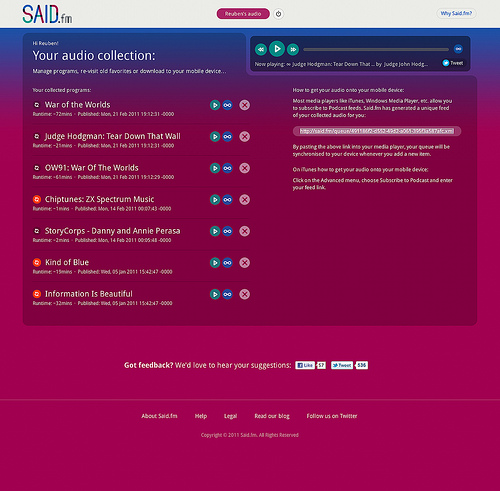 SAID.fm
Reuben's audio
Why Said.fm?
Hi Reuben!
Your audio collection:
Manage programs, re-visit old favorites or download to your mobile device...
Now playing: ∞ Judge Hodgman: Tear Down That ... by Judge John Hodg...
Tweet
Your collected programs:
War of the Worlds
Runtime: ~72mins - Published: Mon, 21 Feb 2011 19:12:31 -0000
Judge Hodgman: Tear Down That Wall
Runtime: ~21mins - Published: Mon, 21 Feb 2011 19:12:31 -0000
OW91: War Of The Worlds
Runtime: ~61mins - Published: Mon, 21 Feb 2011 19:12:29 -0000
Chiptunes: ZX Spectrum Music
Runtime: ~1mins - Published: Mon, 14 Feb 2011 00:07:43 -0000
StoryCorps - Danny and Annie Perasa
Runtime: ~2mins - Published: Mon, 14 Feb 2011 00:05:48 -0000
Kind of Blue
Runtime: ~19mins - Published: Wed, 05 Jan 2011 15:42:47 -0000
Information Is Beautiful
Runtime: ~32mins - Published: Wed, 05 Jan 2011 15:42:47 -0000
How to get your audio onto your mobile device:
Most media players like iTunes, Windows Media Player, etc. allow you
to subscribe to Podcast feeds. Said.fm has generated a unique feed
of your collected audio for you:
By pasting the above link into your media player, your queue will be
synchronised to your device whenever you add a new item.
On iTunes how to get your audio onto your mobile device:
Click on the Advanced menu, choose Subscribe to Podcast and enter
your feed link.
Got feedback? We'd love to hear your suggestions:
Like
57
Tweet
536
About Said.fm
Help
Legal
Read our blog
Follow us on Twitter
Copyright © 2011 Said.fm. All Rights Reserved